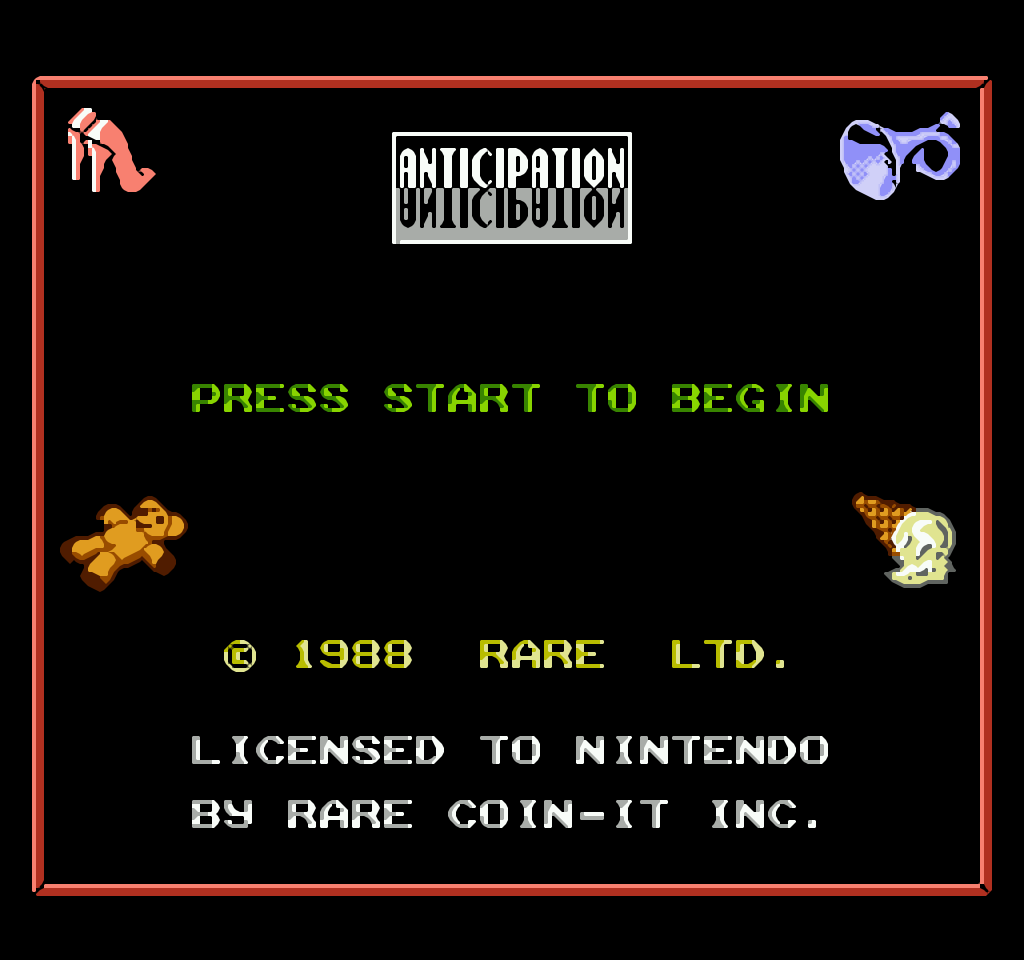 ANTICIPATION
PRESS START TO BEGIN
© 1988 RARE LTD.
LICENSED TO NINTENDO
BY RARE COIN-IT INC.